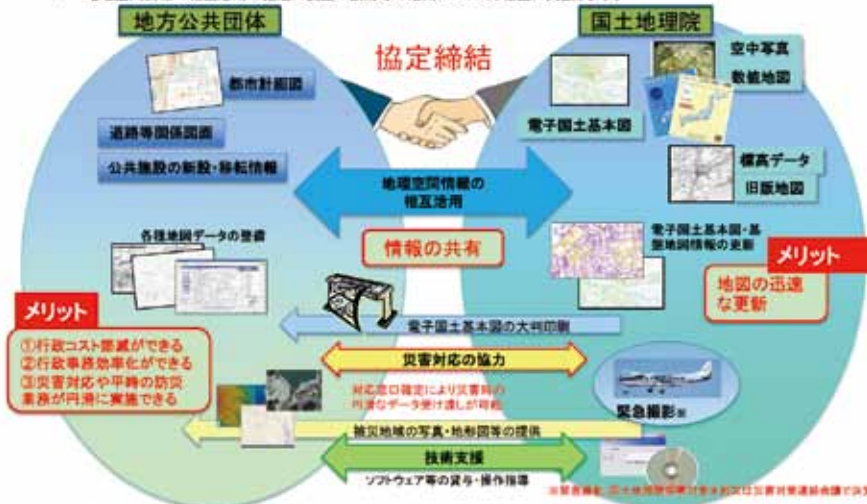 地方公共団体
国土地理院
協定締結
都市計画図
道路等関係図画
公共施設の新設・移転情報
空中写真
数値地図
電子国土基本図
標高データ
旧版地図
地理空間情報の
相互活用
情報の共有
各種地図データの整備
電子国土基本図・基
盤地図情報の更新
メリット
地図の迅速
な更新
メリット
①行政コスト節減ができる
②行政事務効率化ができる
③災害対応や平時の防災
業務が円滑に実施できる
電子国土基本図の大判印刷
災害対応の協力
対応窓口確定により災害時の
円滑なデータ受け渡しが可能
緊急撮影※
被災地域の写真・地形図等の提供
技術支援
ソフトウェア等の貸与・操作指導
※緊急撮影